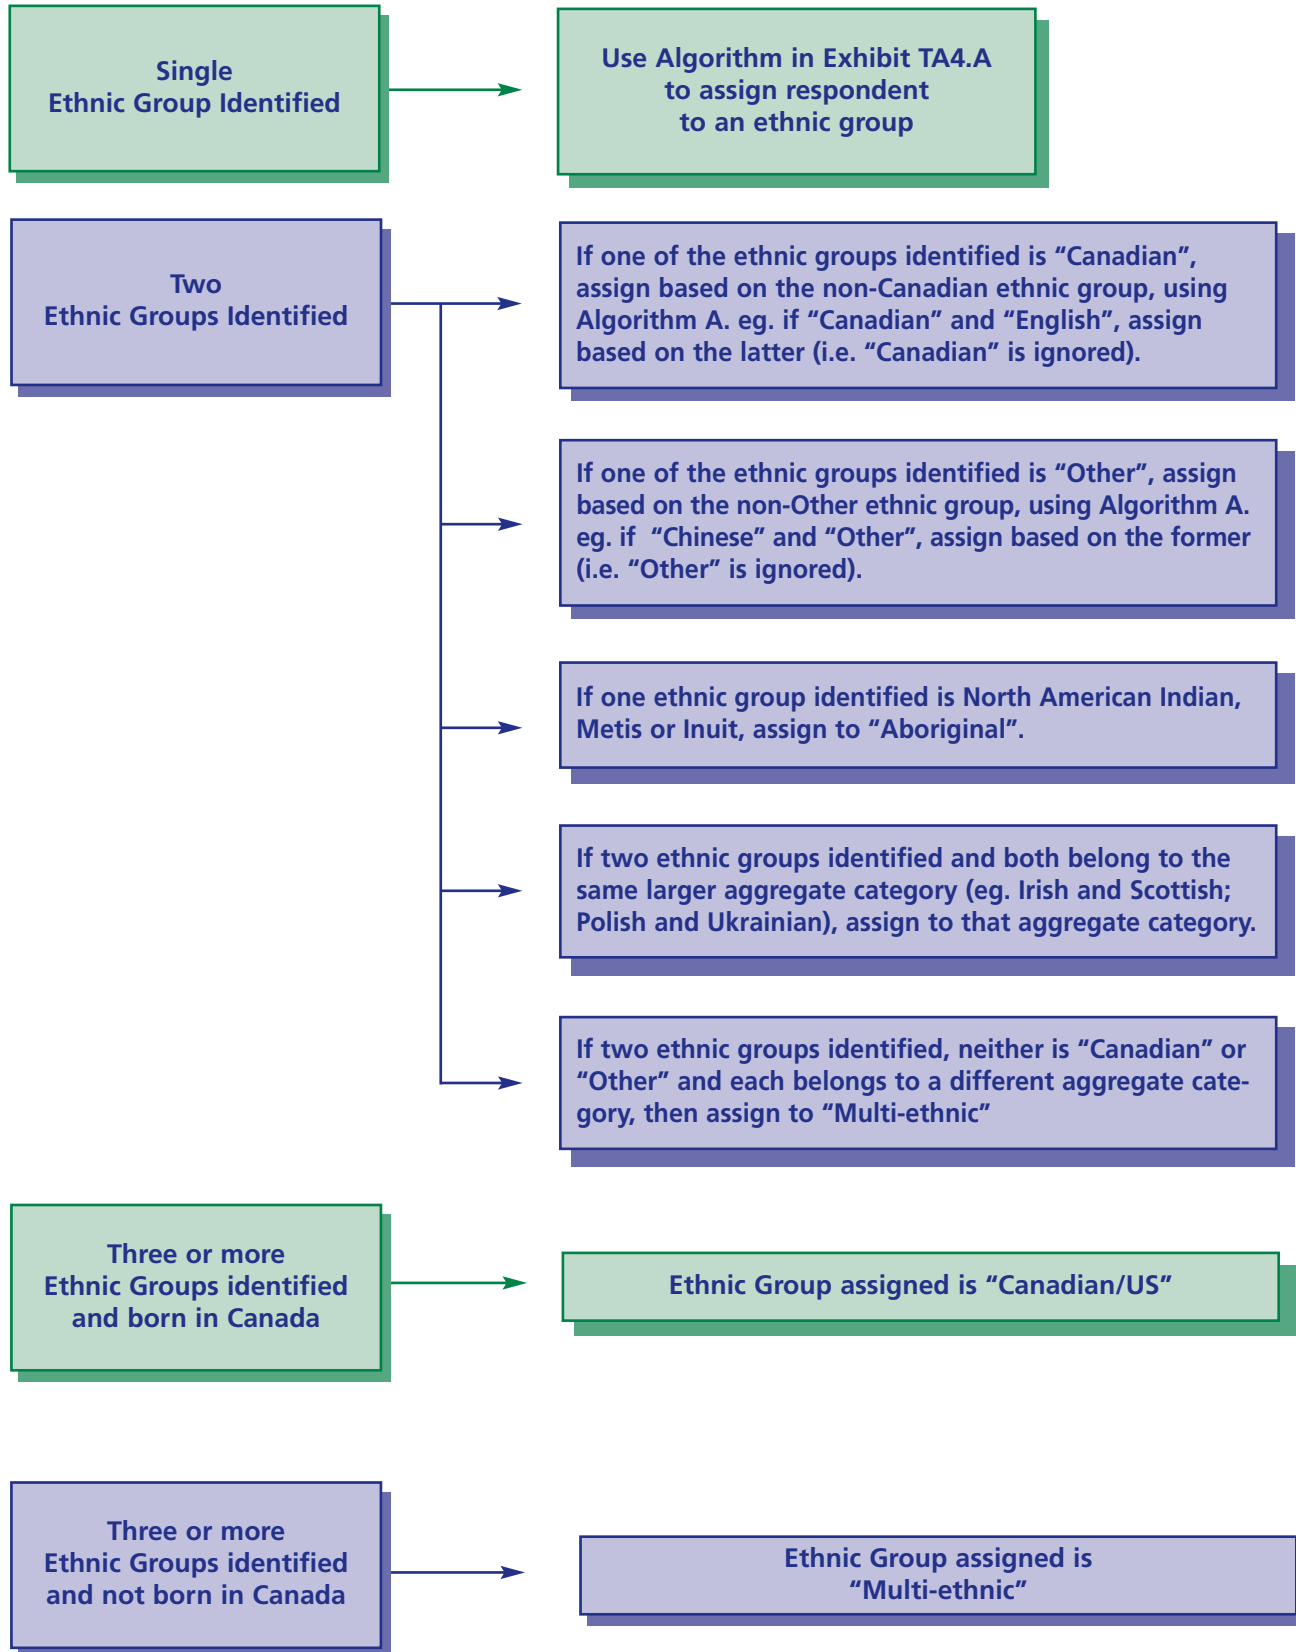 Single
Ethnic Group Identified
Use Algorithm in Exhibit TA4.A
to assign respondent
to an ethnic group
Two
Ethnic Groups Identified
If one of the ethnic groups identified is “Canadian”,
assign based on the non-Canadian ethnic group, using
Algorithm A. eg. if “Canadian” and “English”, assign
based on the latter (i.e. “Canadian” is ignored).
If one of the ethnic groups identified is “Other”, assign
based on the non-Other ethnic group, using Algorithm A.
eg. if “Chinese” and “Other”, assign based on the former
(i.e. “Other” is ignored).
If one ethnic group identified is North American Indian,
Metis or Inuit, assign to “Aboriginal”.
If two ethnic groups identified and both belong to the
same larger aggregate category (eg. Irish and Scottish;
Polish and Ukrainian), assign to that aggregate category.
If two ethnic groups identified, neither is “Canadian” or
“Other” and each belongs to a different aggregate cate-
gory, then assign to “Multi-ethnic”
Three or more
Ethnic Groups identified
and born in Canada
Ethnic Group assigned is “Canadian/US”
Three or more
Ethnic Groups identified
and not born in Canada
Ethnic Group assigned is
“Multi-ethnic”